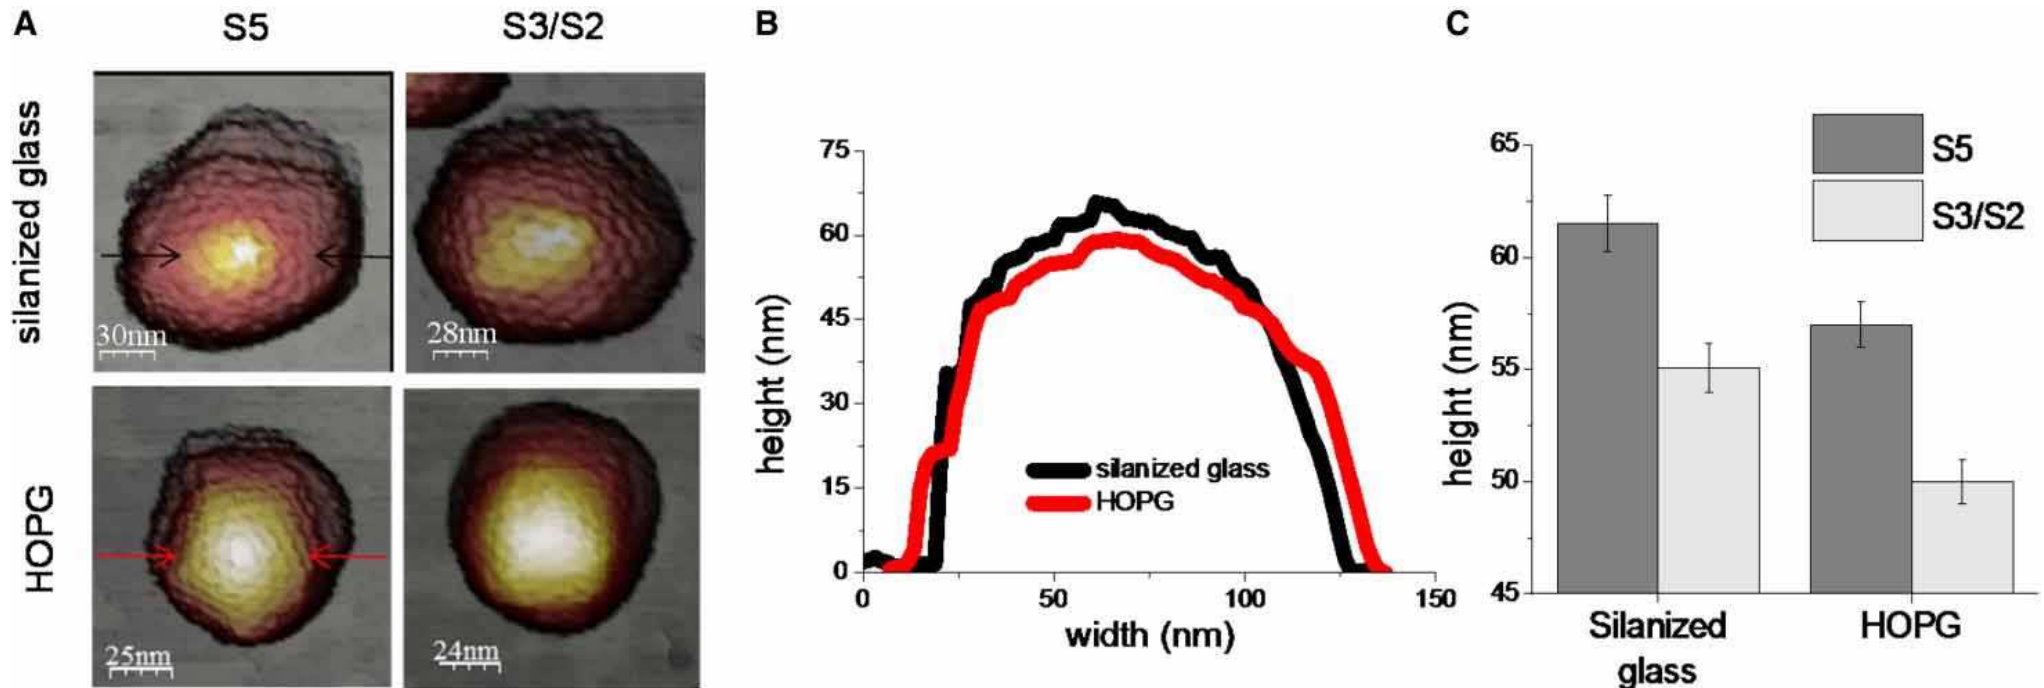 A
S5
S3/S2
silanized glass
30nm
28nm
HOPG
25nm
24nm
B
75
60
45
30
15
0
height (nm)
silanized glass
HOPG
0
50
100
150
width (nm)
C
65
60
55
50
45
height (nm)
S5
S3/S2
Silanized
glass
HOPG